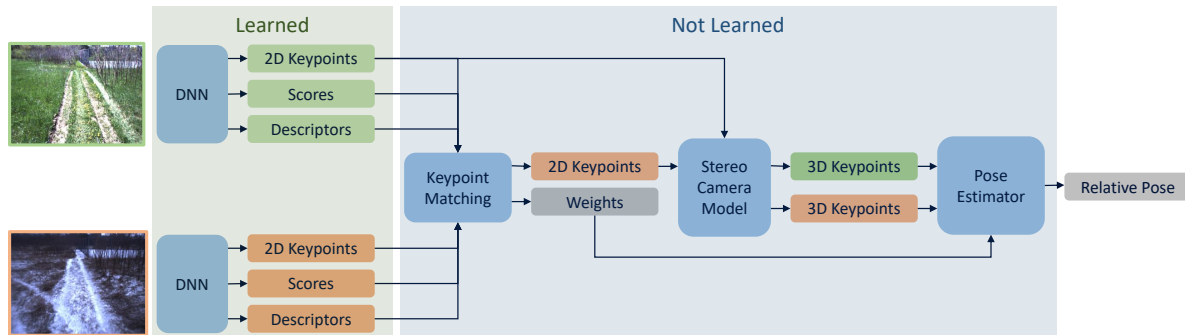 Learned
Not Learned
DNN
2D Keypoints
Scores
Descriptors
Keypoint
Matching
2D Keypoints
Weights
Stereo
Camera
Model
3D Keypoints
3D Keypoints
Pose
Estimator
Relative Pose
DNN
2D Keypoints
Scores
Descriptors